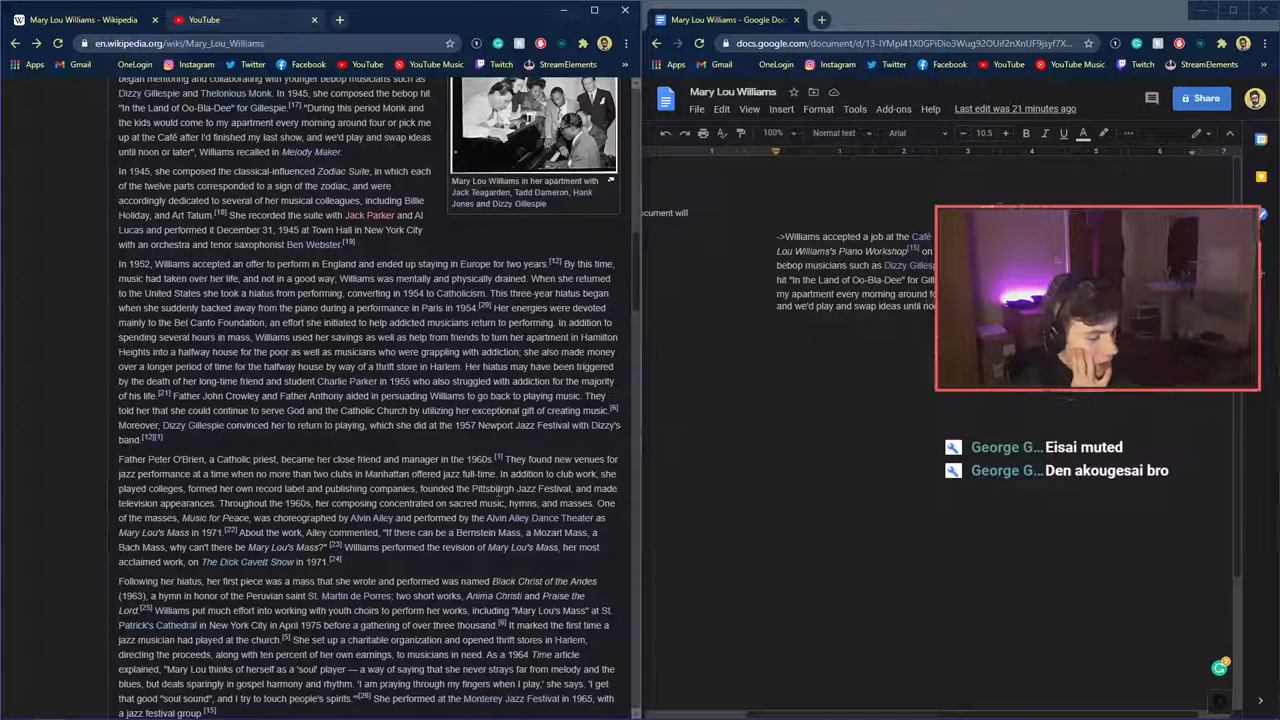 Mary Lou Williams - Wikipedia
YouTube
en.wikipedia.org/wiki/Mary_Lou_Williams
Apps Gmail OneLogin Instagram Twitter Facebook YouTube YouTube Music Twitch StreamElements
began mentoring and collaborating with younger bebop musicians such as
Dizzy Gillespie and Thelonious Monk. In 1945, she composed the bebop hit
"In the Land of Oo-Bla-Dee" for Gillespie.[17] "During this period Monk and
the kids would come to my apartment every morning around four or pick me
up at the Café after I'd finished my last show, and we'd play and swap ideas
until noon or later", Williams recalled in Melody Maker.
Mary Lou Williams in her apartment with
Jack Teagarden, Tadd Dameron, Hank
Jones and Dizzy Gillespie
In 1945, she composed the classical-influenced Zodiac Suite, in which each
of the twelve parts corresponded to a sign of the zodiac, and were
accordingly dedicated to several of her musical colleagues, including Billie
Holiday, and Art Tatum.[18] She recorded the suite with Jack Parker and Al
Lucas and performed it December 31, 1945 at Town Hall in New York City
with an orchestra and tenor saxophonist Ben Webster.[19]
In 1952, Williams accepted an offer to perform in England and ended up staying in Europe for two years.[12] By this time,
music had taken over her life, and not in a good way; Williams was mentally and physically drained. When she returned
to the United States she took a hiatus from performing, converting in 1954 to Catholicism. This three-year hiatus began
when she suddenly backed away from the piano during a performance in Paris in 1954.[20] Her energies were devoted
mainly to the Bel Canto Foundation, an effort she initiated to help addicted musicians return to performing. In addition to
spending several hours in mass, Williams used her savings as well as help from friends to turn her apartment in Hamilton
Heights into a halfway house for the poor as well as musicians who were grappling with addiction; she also made money
over a longer period of time for the halfway house by way of a thrift store in Harlem. Her hiatus may have been triggered
by the death of her long-time friend and student Charlie Parker in 1955 who also struggled with addiction for the majority
of his life.[21] Father John Crowley and Father Anthony aided in persuading Williams to go back to playing music. They
told her that she could continue to serve God and the Catholic Church by utilizing her exceptional gift of creating music.[6]
Moreover, Dizzy Gillespie convinced her to return to playing, which she did at the 1957 Newport Jazz Festival with Dizzy's
band.[12][1]
Father Peter O'Brien, a Catholic priest, became her close friend and manager in the 1960s.[1] They found new venues for
jazz performance at a time when no more than two clubs in Manhattan offered jazz full-time. In addition to club work, she
played colleges, formed her own record label and publishing companies, founded the Pittsburgh Jazz Festival, and made
television appearances. Throughout the 1960s, her composing concentrated on sacred music, hymns, and masses. One
of the masses, Music for Peace, was choreographed by Alvin Ailey and performed by the Alvin Ailey Dance Theater as
Mary Lou's Mass in 1971.[22] About the work, Ailey commented, "If there can be a Bernstein Mass, a Mozart Mass, a
Bach Mass, why can't there be Mary Lou's Mass?" [23] Williams performed the revision of Mary Lou's Mass, her most
acclaimed work, on The Dick Cavett Show in 1971.[24]
Following her hiatus, her first piece was a mass that she wrote and performed was named Black Christ of the Andes
(1963), a hymn in honor of the Peruvian saint St. Martin de Porres; two short works, Anima Christi and Praise the
Lord.[25] Williams put much effort into working with youth choirs to perform her works, including "Mary Lou's Mass" at St.
Patrick's Cathedral in New York City in April 1975 before a gathering of over three thousand.[6] It marked the first time a
jazz musician had played at the church.[5] She set up a charitable organization and opened thrift stores in Harlem,
directing the proceeds, along with ten percent of her own earnings, to musicians in need. As a 1964 Time article
explained, "Mary Lou thinks of herself as a 'soul' player — a way of saying that she never strays far from melody and the
blues, but deals sparingly in gospel harmony and rhythm. 'I am praying through my fingers when I play,' she says. 'I get
that good "soul sound", and I try to touch people's spirits.'"[26] She performed at the Monterey Jazz Festival in 1965, with
a jazz festival group.[15]
Mary Lou Williams - Google Doc
Apps Gmail OneLogin Instagram Twitter Facebook YouTube YouTube Music Twitch StreamElements
Mary Lou Williams
Share
File Edit View Insert Format Tools Add-ons Help Last edit was 21 minutes ago
100% Normal text Arial 10.5
1 1 2 3 4 5 6 7
cument will
->Williams accepted a job at the Café
Lou Williams's Piano Workshop[15] on
bebop musicians such as Dizzy Gillesp
hit "In the Land of Oo-Bla-Dee" for Gill
my apartment every morning around fo
and we'd play and swap ideas until noo
George G... Eisai muted
George G... Den akougesai bro